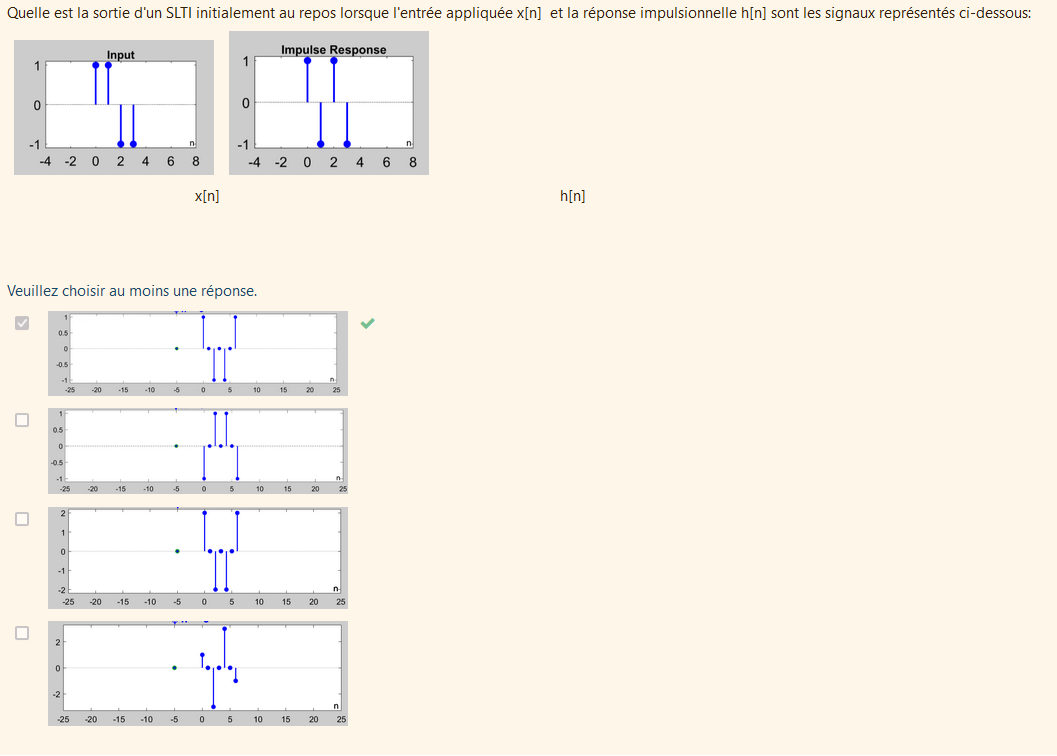 Quelle est la sortie d'un SLTI initialement au repos lorsque l'entrée appliquée x[n] et la réponse impulsionnelle h[n] sont les signaux représentés ci-dessous:
Input
1
0
-1
n
-4 -2 0 2 4 6 8
Impulse Response
1
0
-1
n
-4 -2 0 2 4 6 8
x[n]
h[n]
Veuillez choisir au moins une réponse.
1
0.5
0
-0.5
-1
n
-25 -20 -15 -10 -5 0 5 10 15 20 25
1
0.5
0
-0.5
-1
n
-25 -20 -15 -10 -5 0 5 10 15 20 25
2
1
0
-1
-2
n
-25 -20 -15 -10 -5 0 5 10 15 20 25
2
0
-2
n
-25 -20 -15 -10 -5 0 5 10 15 20 25